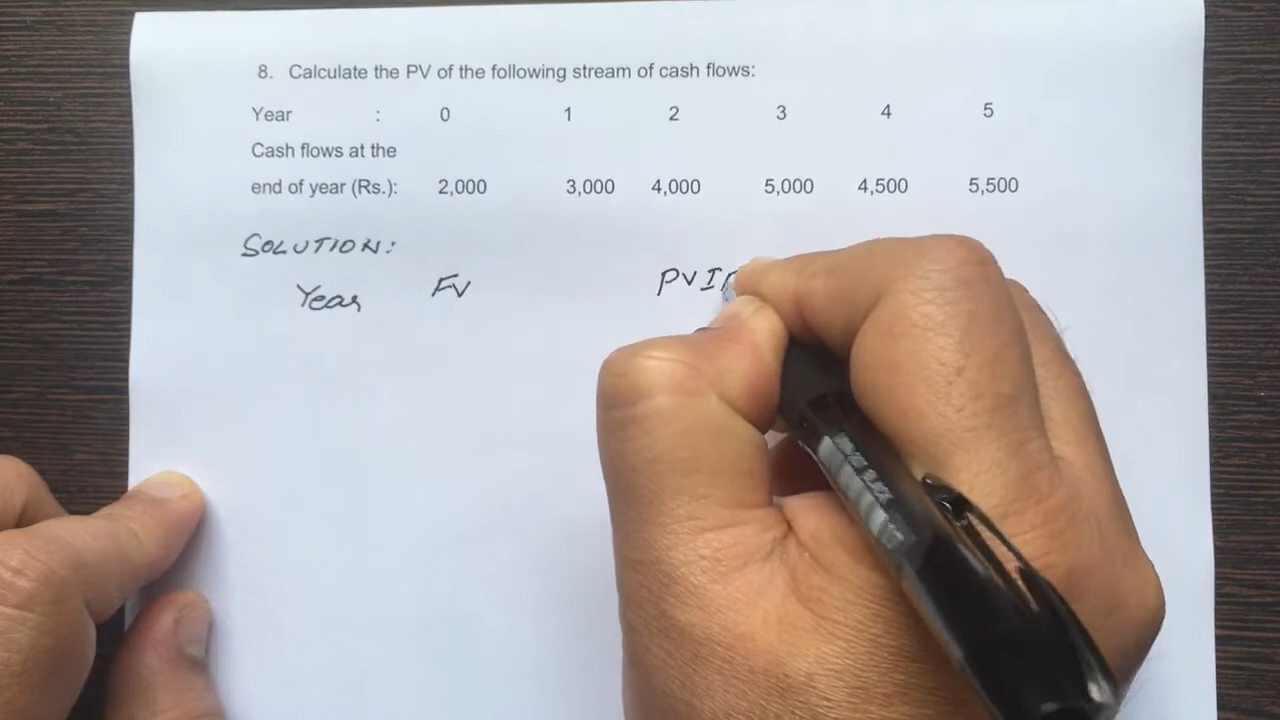 8. Calculate the PV of the following stream of cash flows:
Year : 0 1 2 3 4 5
Cash flows at the
end of year (Rs.): 2,000 3,000 4,000 5,000 4,500 5,500
SOLUTION:
Year FV